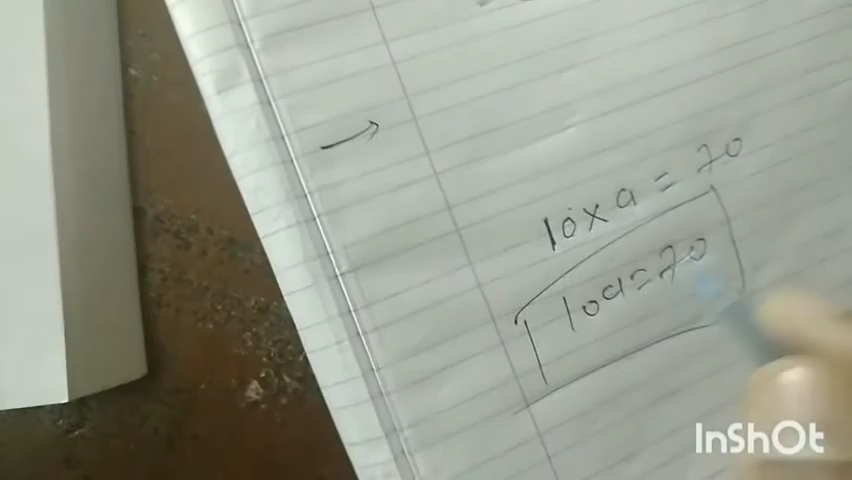 10 × a = 70
10a = 70
InShOt